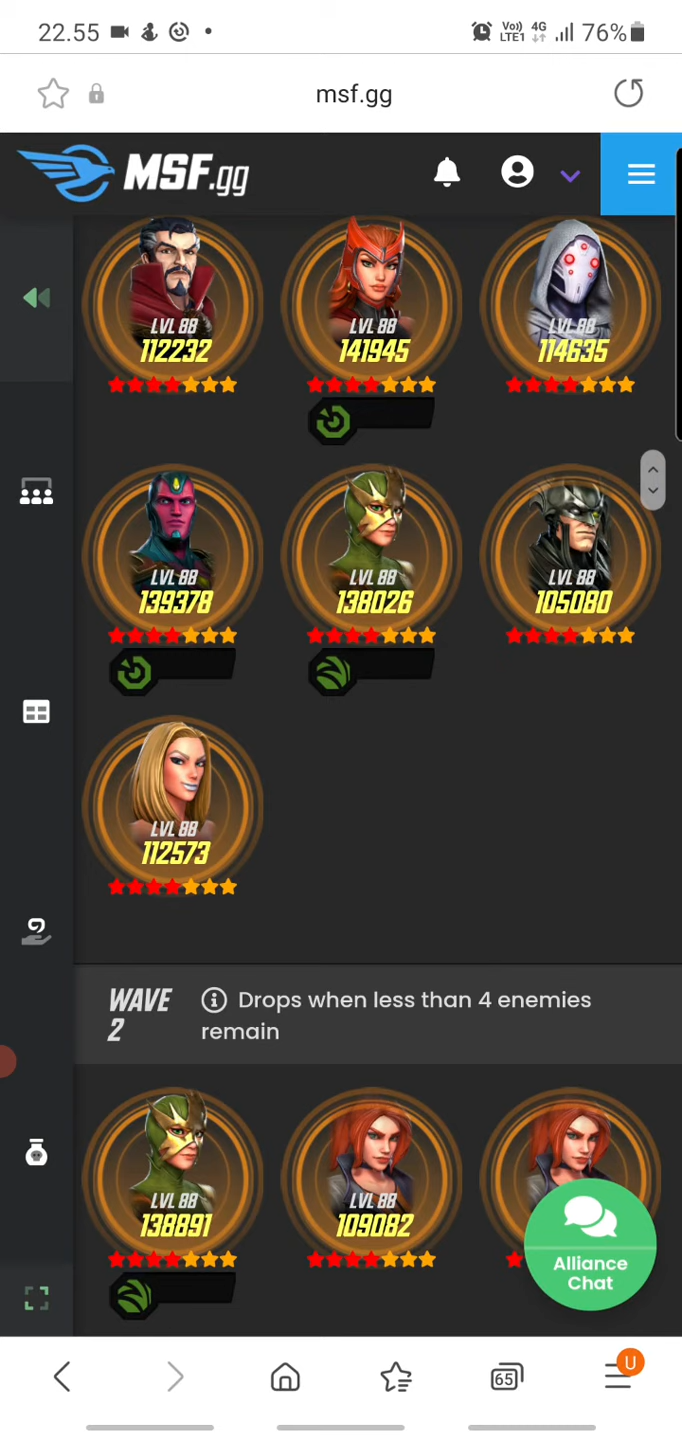 22.55
Vo))
LTE1
4G
76%
msf.gg
MSF.gg
LVL 88
112232
LVL 88
141945
LVL 88
114635
LVL 88
139378
LVL 88
138026
LVL 88
105080
LVL 88
112573
WAVE
2
Drops when less than 4 enemies
remain
LVL 88
138891
LVL 88
109082
Alliance
Chat
65
U